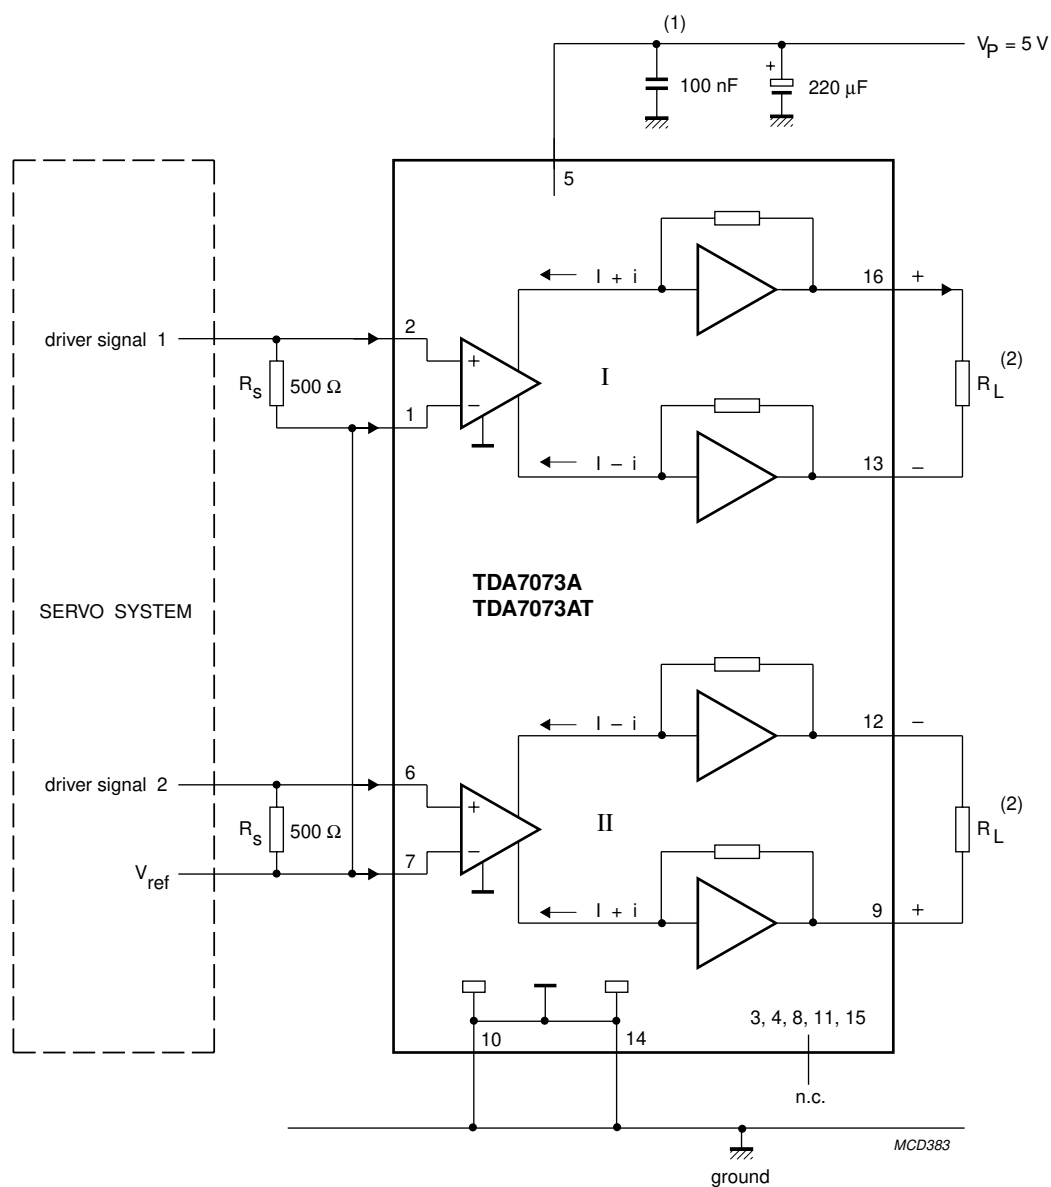 (1)
V_P = 5 V
100 nF
+
220 µF
5
I + i
16
+
driver signal 1
2
+
I
(2)
R_s
500 Ω
R_L
1
−
I − i
13
−
TDA7073A
TDA7073AT
SERVO SYSTEM
I − i
12
−
driver signal 2
6
+
II
(2)
R_s
500 Ω
R_L
V_ref
7
−
I + i
9
+
3, 4, 8, 11, 15
10
14
n.c.
MCD383
ground